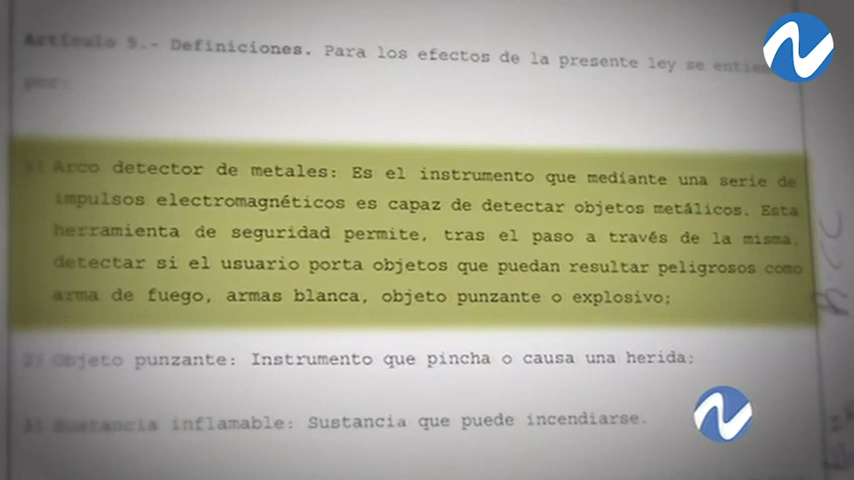 Artículo 5.- Definiciones. Para los efectos de la presente ley se
por:
1) Arco detector de metales: Es el instrumento que mediante una serie de
impulsos electromagnéticos es capaz de detectar objetos metálicos. Esta
herramienta de seguridad permite, tras el paso a través de la misma,
detectar si el usuario porta objetos que puedan resultar peligrosos como
arma de fuego, armas blanca, objeto punzante o explosivo;
2) Objeto punzante: Instrumento que pincha o causa una herida;
3) Sustancia inflamable: Sustancia que puede incendiarse.